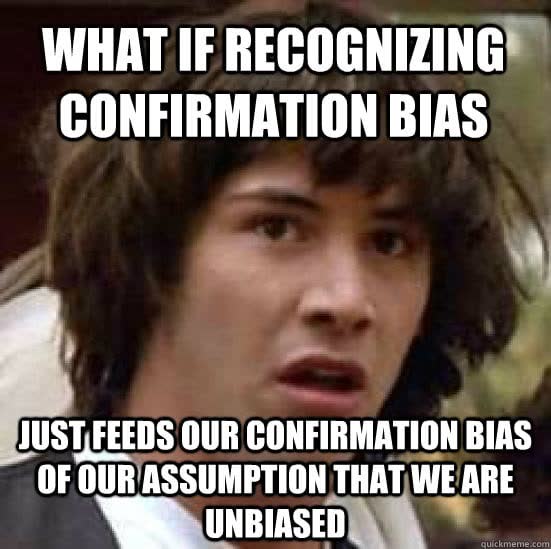 WHAT IF RECOGNIZING
CONFIRMATION BIAS
JUST FEEDS OUR CONFIRMATION BIAS
OF OUR ASSUMPTION THAT WE ARE
UNBIASED
quickmeme.com